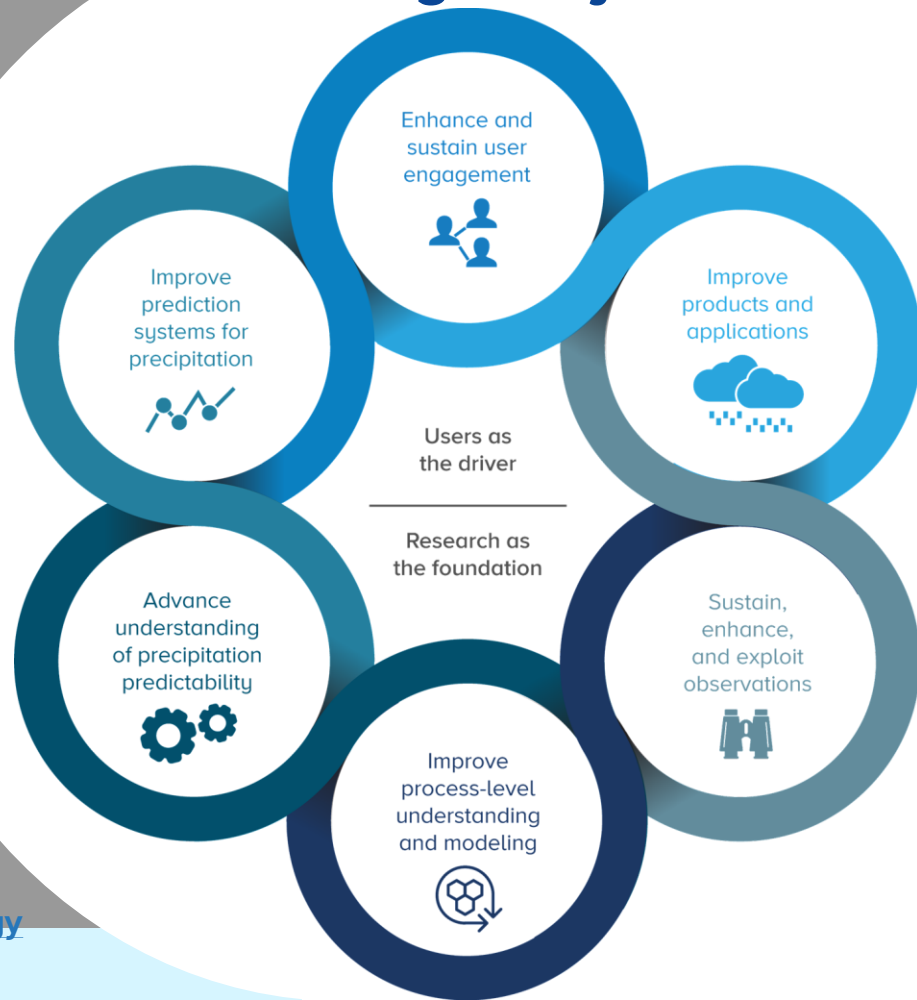 Enhance and
sustain user
engagement
Improve
prediction
systems for
precipitation
Improve
products and
applications
Users as
the driver
Research as
the foundation
Advance
understanding
of precipitation
predictability
Sustain,
enhance,
and exploit
observations
Improve
process-level
understanding
and modeling
gy